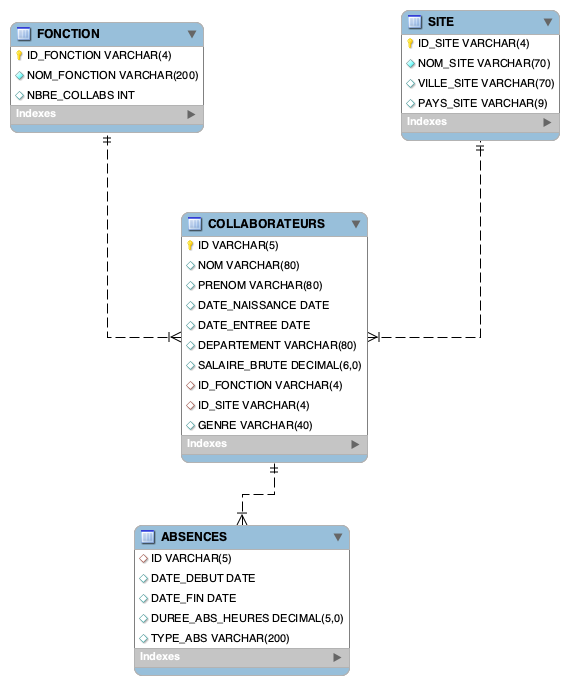 FONCTION
ID_FONCTION VARCHAR(4)
NOM_FONCTION VARCHAR(200)
NBRE_COLLABS INT
Indexes
SITE
ID_SITE VARCHAR(4)
NOM_SITE VARCHAR(70)
VILLE_SITE VARCHAR(70)
PAYS_SITE VARCHAR(9)
Indexes
COLLABORATEURS
ID VARCHAR(5)
NOM VARCHAR(80)
PRENOM VARCHAR(80)
DATE_NAISSANCE DATE
DATE_ENTREE DATE
DEPARTEMENT VARCHAR(80)
SALAIRE_BRUTE DECIMAL(6,0)
ID_FONCTION VARCHAR(4)
ID_SITE VARCHAR(4)
GENRE VARCHAR(40)
Indexes
ABSENCES
ID VARCHAR(5)
DATE_DEBUT DATE
DATE_FIN DATE
DUREE_ABS_HEURES DECIMAL(5,0)
TYPE_ABS VARCHAR(200)
Indexes